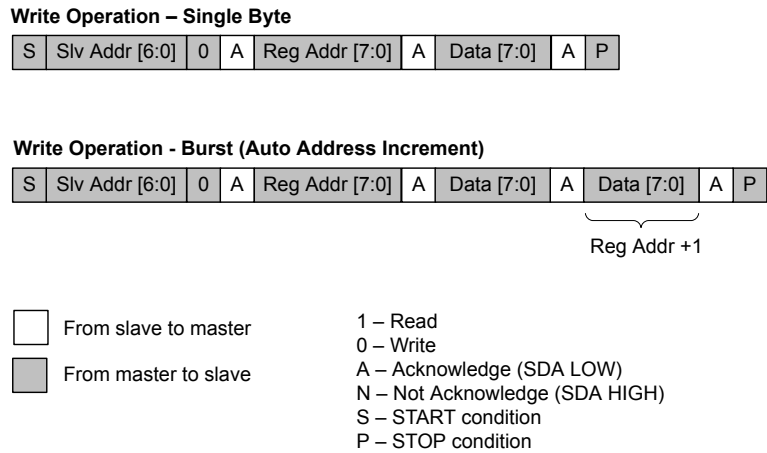 Write Operation – Single Byte
S Slv Addr [6:0] 0 A Reg Addr [7:0] A Data [7:0] A P
Write Operation - Burst (Auto Address Increment)
S Slv Addr [6:0] 0 A Reg Addr [7:0] A Data [7:0] A Data [7:0] A P
Reg Addr +1
From slave to master
From master to slave
1 – Read
0 – Write
A – Acknowledge (SDA LOW)
N – Not Acknowledge (SDA HIGH)
S – START condition
P – STOP condition